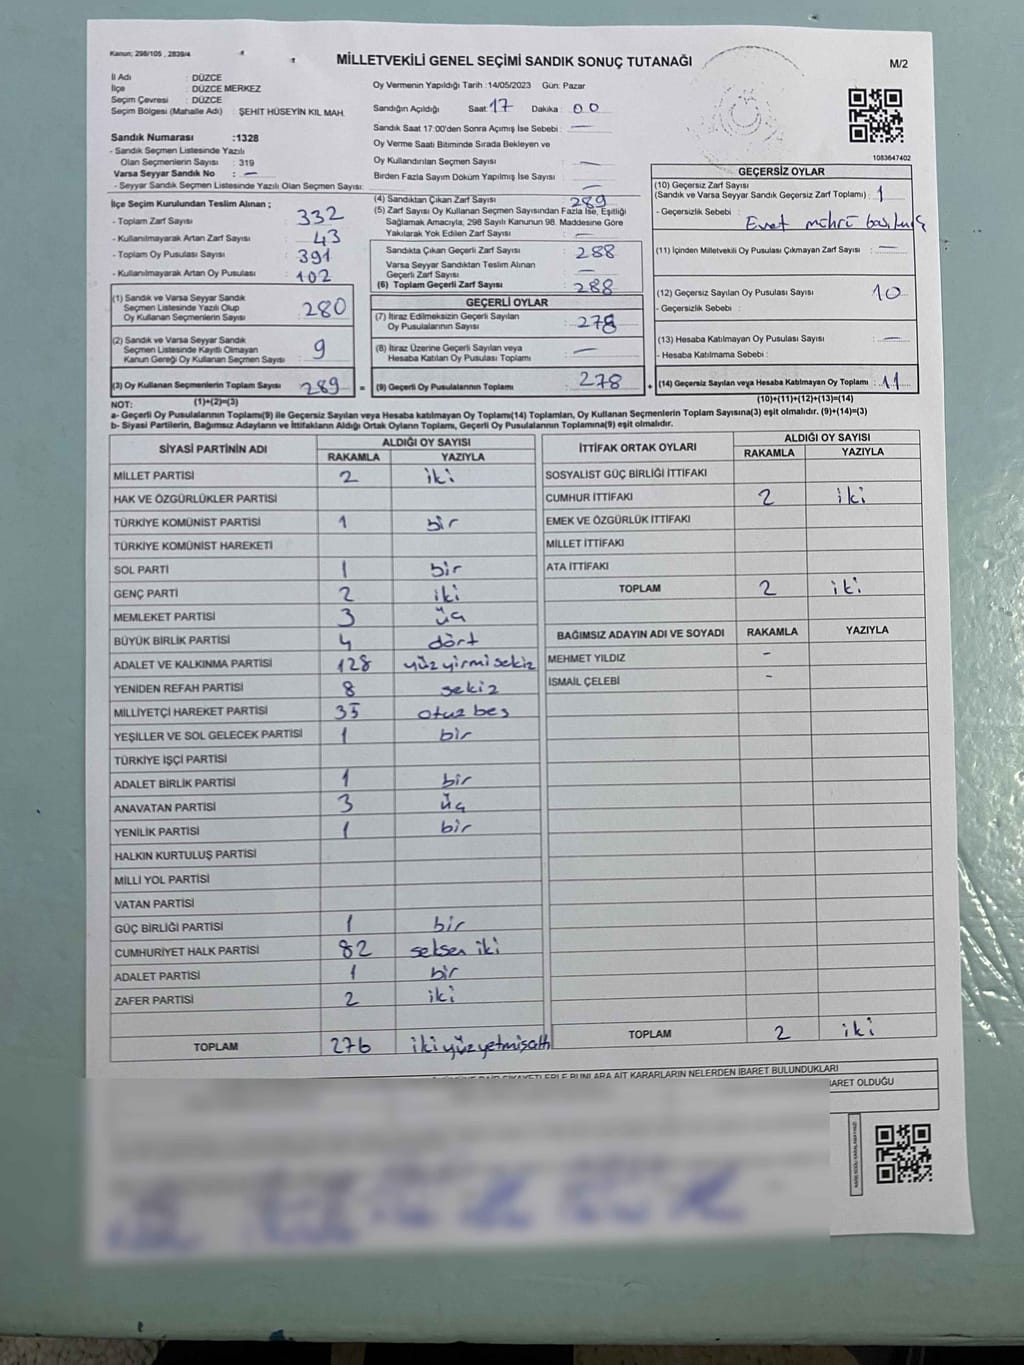 Kanun: 298/105 , 2839/4
MİLLETVEKİLİ GENEL SEÇİMİ SANDIK SONUÇ TUTANAĞI
M/2
İl Adı : DÜZCE
İlçe : DÜZCE MERKEZ
Seçim Çevresi : DÜZCE
Seçim Bölgesi (Mahalle Adı) : ŞEHİT HÜSEYİN KIL MAH.
Sandık Numarası :1328
- Sandık Seçmen Listesinde Yazılı
Olan Seçmenlerin Sayısı : 319
Varsa Seyyar Sandık No : —
- Seyyar Sandık Seçmen Listesinde Yazılı Olan Seçmen Sayısı:
Oy Vermenin Yapıldığı Tarih :14/05/2023 Gün: Pazar
Sandığın Açıldığı Saat: 17 Dakika : 00
Sandık Saat 17:00'den Sonra Açımış İse Sebebi : —
Oy Verme Saati Bitiminde Sırada Bekleyen ve
Oy Kullandırılan Seçmen Sayısı : —
Birden Fazla Sayım Döküm Yapılmış İse Sayısı : —
1083647402
İlçe Seçim Kurulundan Teslim Alınan ;
- Toplam Zarf Sayısı : 332
- Kullanılmayarak Artan Zarf Sayısı : 43
- Toplam Oy Pusulası Sayısı : 391
- Kullanılmayarak Artan Oy Pusulası : 102
(1) Sandık ve Varsa Seyyar Sandık
Seçmen Listesinde Yazılı Olup
Oy Kullanan Seçmenlerin Sayısı : 280
(2) Sandık ve Varsa Seyyar Sandık
Seçmen Listesinde Kayıtlı Olmayan
Kanun Gereği Oy Kullanan Seçmen Sayısı : 9
(3) Oy Kullanan Seçmenlerin Toplam Sayısı : 289
(1)+(2)=(3)
(4) Sandıktan Çıkan Zarf Sayısı : 289
(5) Zarf Sayısı Oy Kullanan Seçmen Sayısından Fazla İse, Eşitliği
Sağlamak Amacıyla, 298 Sayılı Kanunun 98. Maddesine Göre
Yakılarak Yok Edilen Zarf Sayısı : —
Sandıkta Çıkan Geçerli Zarf Sayısı : 288
Varsa Seyyar Sandıktan Teslim Alınan
Geçerli Zarf Sayısı : —
(6) Toplam Geçerli Zarf Sayısı : 288
GEÇERLİ OYLAR
(7) İtiraz Edilmeksizin Geçerli Sayılan
Oy Pusulalarının Sayısı : 278
(8) İtiraz Üzerine Geçerli Sayılan veya
Hesaba Katılan Oy Pusulası Toplamı : —
= (9) Geçerli Oy Pusulalarının Toplamı : 278
GEÇERSİZ OYLAR
(10) Geçersiz Zarf Sayısı
(Sandık ve Varsa Seyyar Sandık Geçersiz Zarf Toplamı) : 1
- Geçersizlik Sebebi : Evet mührü basılmış
(11) İçinden Milletvekili Oy Pusulası Çıkmayan Zarf Sayısı : —
(12) Geçersiz Sayılan Oy Pusulası Sayısı : 10
- Geçersizlik Sebebi :
(13) Hesaba Katılmayan Oy Pusulası Sayısı : —
- Hesaba Katılmama Sebebi :
+ (14) Geçersiz Sayılan veya Hesaba Katılmayan Oy Toplamı : 11
(10)+(11)+(12)+(13)=(14)
NOT:
a- Geçerli Oy Pusulalarının Toplamı(9) ile Geçersiz Sayılan veya Hesaba katılmayan Oy Toplamı(14) Toplamları, Oy Kullanan Seçmenlerin Toplam Sayısına(3) eşit olmalıdır. (9)+(14)=(3)
b- Siyasi Partilerin, Bağımsız Adayların ve İttifakların Aldığı Ortak Oyların Toplamı, Geçerli Oy Pusulalarının Toplamına(9) eşit olmalıdır.
SİYASİ PARTİNİN ADI ALDIĞI OY SAYISI
RAKAMLA YAZIYLA
MİLLET PARTİSİ 2 iki
HAK VE ÖZGÜRLÜKLER PARTİSİ
TÜRKİYE KOMÜNİST PARTİSİ 1 bir
TÜRKİYE KOMÜNİST HAREKETİ
SOL PARTİ 1 bir
GENÇ PARTİ 2 iki
MEMLEKET PARTİSİ 3 üç
BÜYÜK BİRLİK PARTİSİ 4 dört
ADALET VE KALKINMA PARTİSİ 128 yüz yirmi sekiz
YENİDEN REFAH PARTİSİ 8 sekiz
MİLLİYETÇİ HAREKET PARTİSİ 35 otuz beş
YEŞİLLER VE SOL GELECEK PARTİSİ 1 bir
TÜRKİYE İŞÇİ PARTİSİ
ADALET BİRLİK PARTİSİ 1 bir
ANAVATAN PARTİSİ 3 üç
YENİLİK PARTİSİ 1 bir
HALKIN KURTULUŞ PARTİSİ
MİLLİ YOL PARTİSİ
VATAN PARTİSİ
GÜÇ BİRLİĞİ PARTİSİ 1 bir
CUMHURİYET HALK PARTİSİ 82 seksen iki
ADALET PARTİSİ 1 bir
ZAFER PARTİSİ 2 iki
TOPLAM 276 ikiyüzyetmişaltı
İTTİFAK ORTAK OYLARI ALDIĞI OY SAYISI
RAKAMLA YAZIYLA
SOSYALİST GÜÇ BİRLİĞİ İTTİFAKI
CUMHUR İTTİFAKI 2 iki
EMEK VE ÖZGÜRLÜK İTTİFAKI
MİLLET İTTİFAKI
ATA İTTİFAKI
TOPLAM 2 iki
BAĞIMSIZ ADAYIN ADI VE SOYADI RAKAMLA YAZIYLA
MEHMET YILDIZ -
İSMAİL ÇELEBİ -
TOPLAM 2 iki
BUNLARA AİT KARARLARIN NELERDEN İBARET BULUNDUKLARI
İBARET OLDUĞU